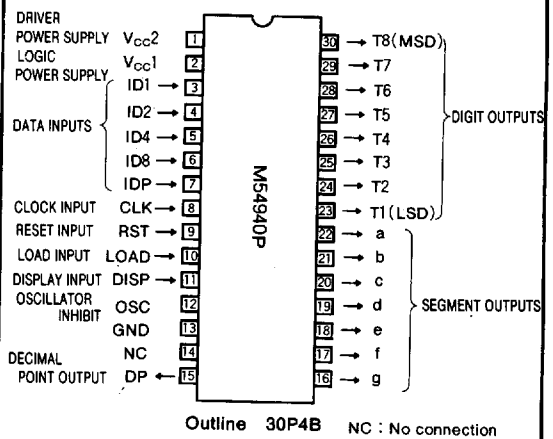 DRIVER
POWER SUPPLY VCC2 1
LOGIC
POWER SUPPLY VCC1 2
ID1 → 3
ID2 → 4
DATA INPUTS
ID4 → 5
ID8 → 6
IDP → 7
CLOCK INPUT CLK → 8
RESET INPUT RST → 9
LOAD INPUT LOAD → 10
DISPLAY INPUT DISP → 11
OSCILLATOR
INHIBIT OSC 12
GND 13
NC 14
DECIMAL
POINT OUTPUT DP ← 15
M54940P
30 → T8(MSD)
29 → T7
28 → T6
27 → T5
DIGIT OUTPUTS
26 → T4
25 → T3
24 → T2
23 → T1(LSD)
22 → a
21 → b
20 → c
19 → d SEGMENT OUTPUTS
18 → e
17 → f
16 → g
Outline 30P4B
NC : No connection